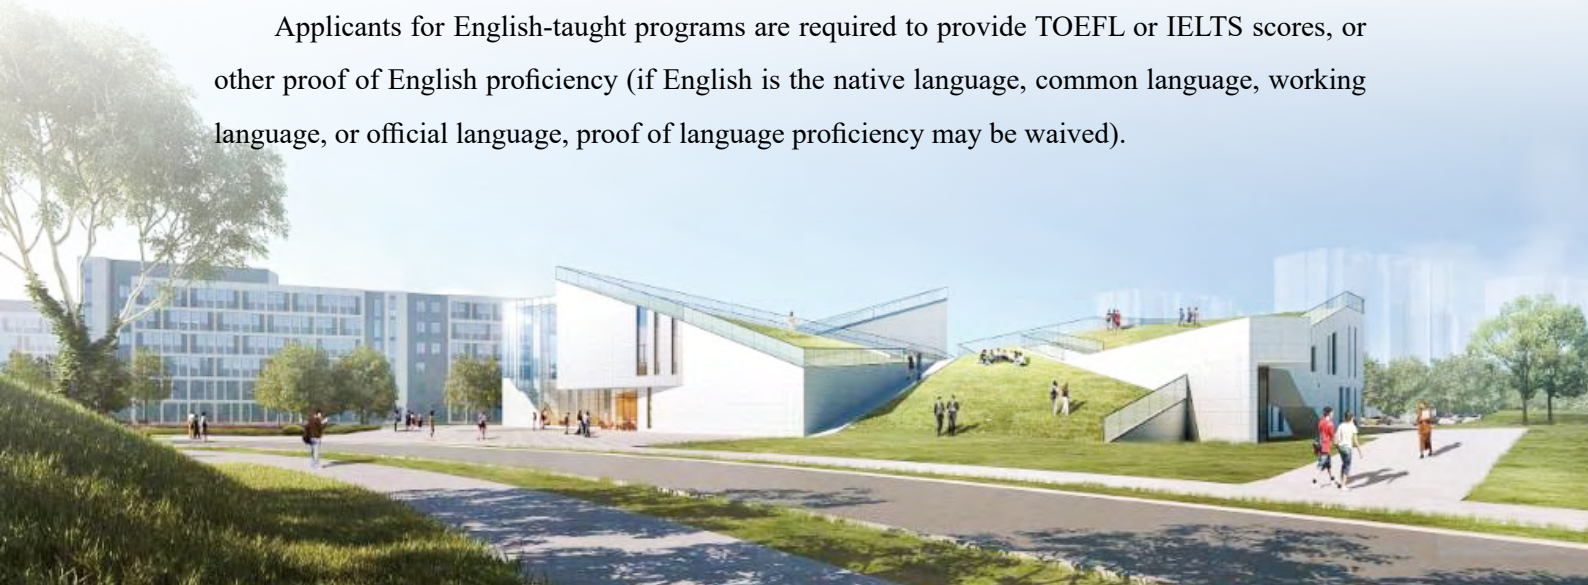 Applicants for English-taught programs are required to provide TOEFL or IELTS scores, or
other proof of English proficiency (if English is the native language, common language, working
language, or official language, proof of language proficiency may be waived).